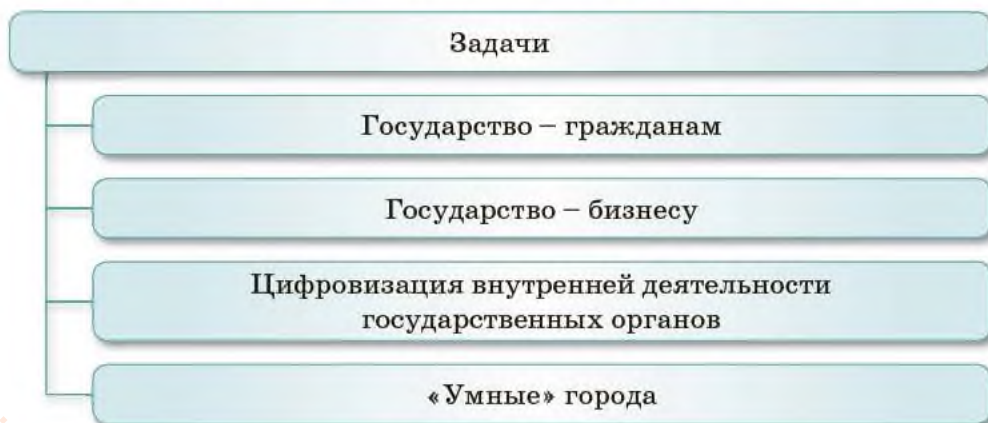 Задачи
Государство – гражданам
Государство – бизнесу
Цифровизация внутренней деятельности
государственных органов
«Умные» города